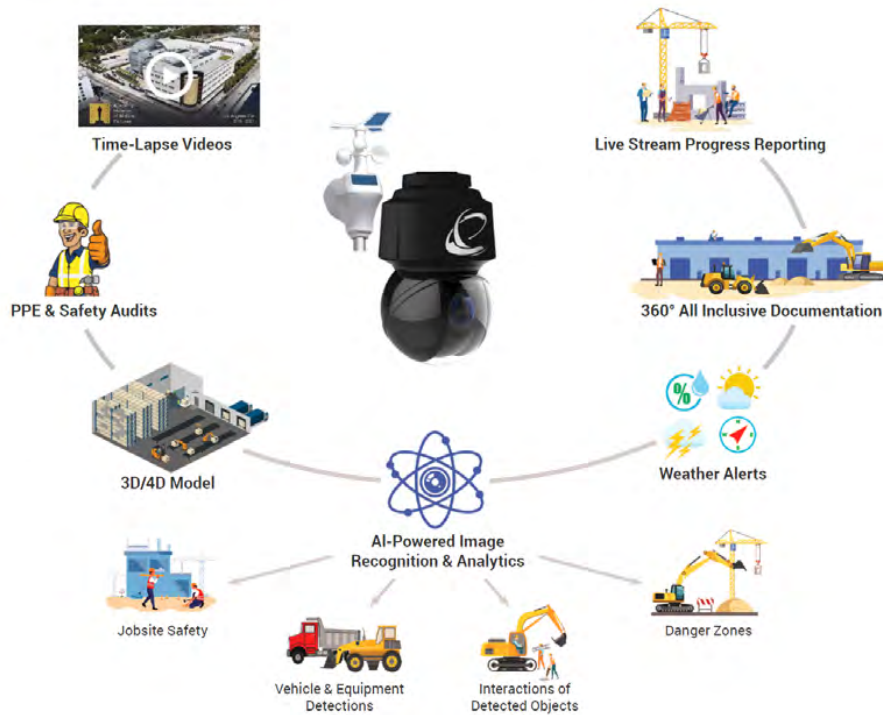 Time-Lapse Videos
Live Stream Progress Reporting
PPE & Safety Audits
360° All Inclusive Documentation
%
3D/4D Model
Weather Alerts
AI-Powered Image
Recognition & Analytics
Jobsite Safety
Danger Zones
Vehicle & Equipment
Detections
Interactions of
Detected Objects